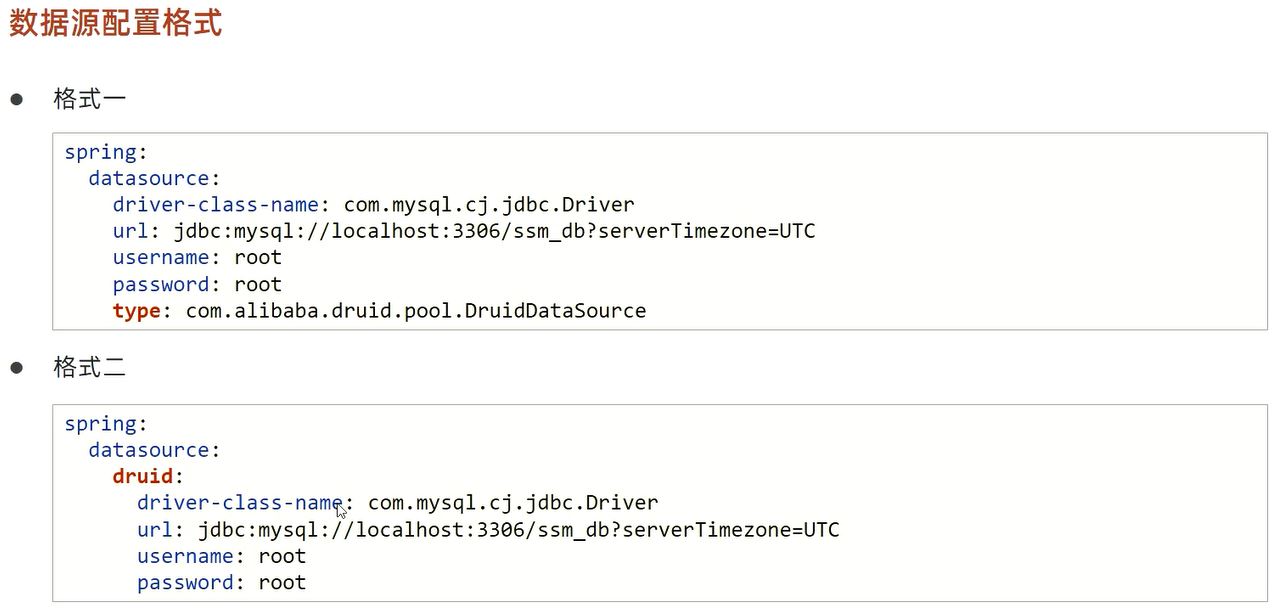 数据源配置格式
● 格式一
spring:
  datasource:
    driver-class-name: com.mysql.cj.jdbc.Driver
    url: jdbc:mysql://localhost:3306/ssm_db?serverTimezone=UTC
    username: root
    password: root
    type: com.alibaba.druid.pool.DruidDataSource
● 格式二
spring:
  datasource:
    druid:
      driver-class-name: com.mysql.cj.jdbc.Driver
      url: jdbc:mysql://localhost:3306/ssm_db?serverTimezone=UTC
      username: root
      password: root